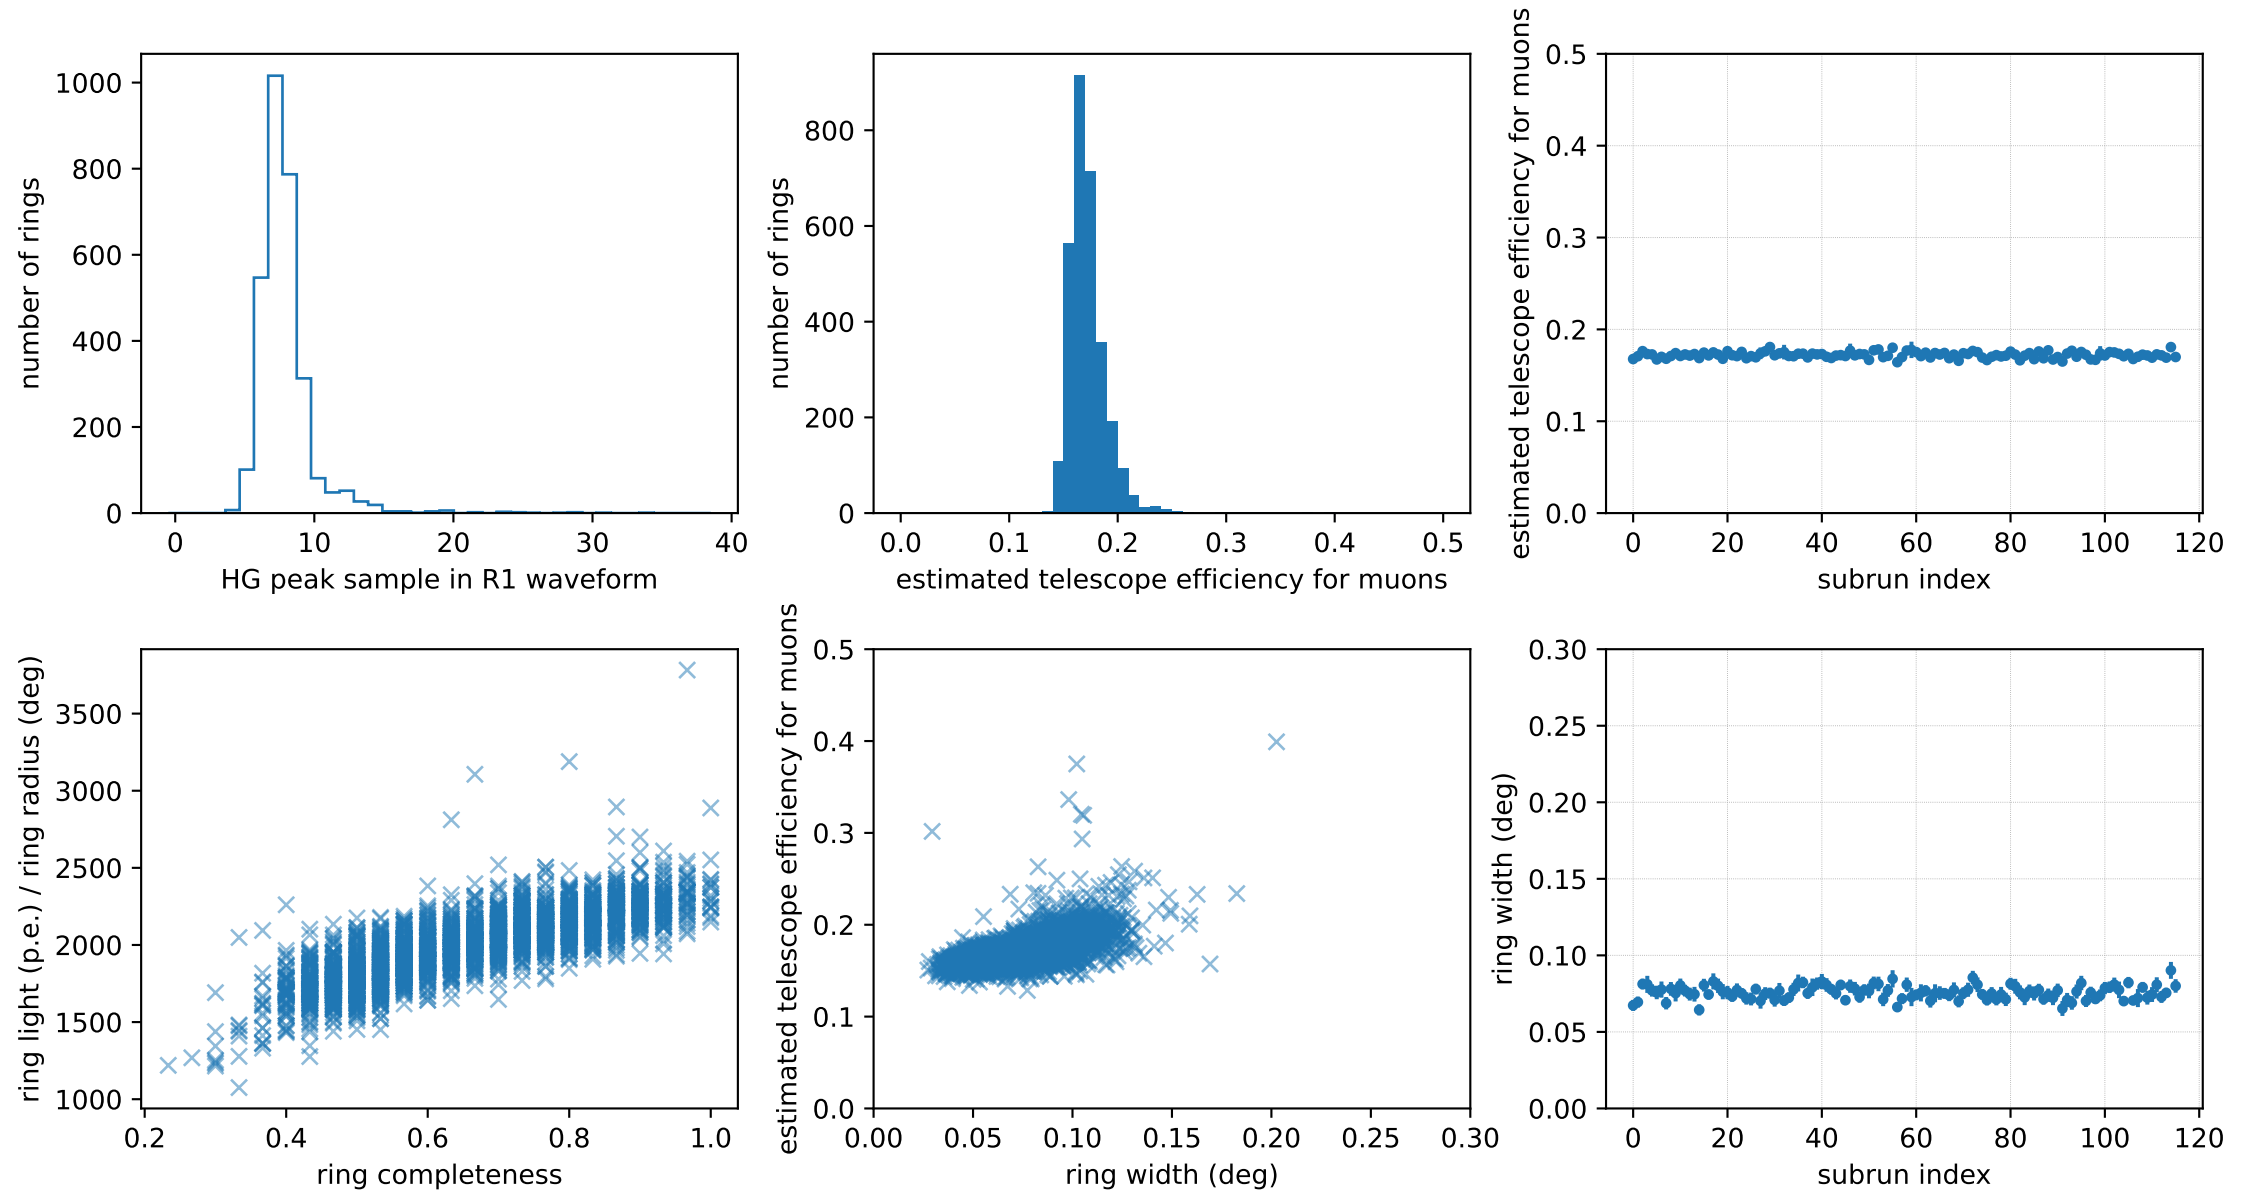 number of rings
1000
800
600
400
200
0
0 10 20 30 40
HG peak sample in R1 waveform
number of rings
800
600
400
200
0
0.0 0.1 0.2 0.3 0.4 0.5
estimated telescope efficiency for muons
estimated telescope efficiency for muons
0.5
0.4
0.3
0.2
0.1
0.0
0 20 40 60 80 100 120
subrun index
ring light (p.e.) / ring radius (deg)
3500
3000
2500
2000
1500
1000
0.2 0.4 0.6 0.8 1.0
ring completeness
estimated telescope efficiency for muons
0.5
0.4
0.3
0.2
0.1
0.0
0.00 0.05 0.10 0.15 0.20 0.25 0.30
ring width (deg)
ring width (deg)
0.30
0.25
0.20
0.15
0.10
0.05
0.00
0 20 40 60 80 100 120
subrun index